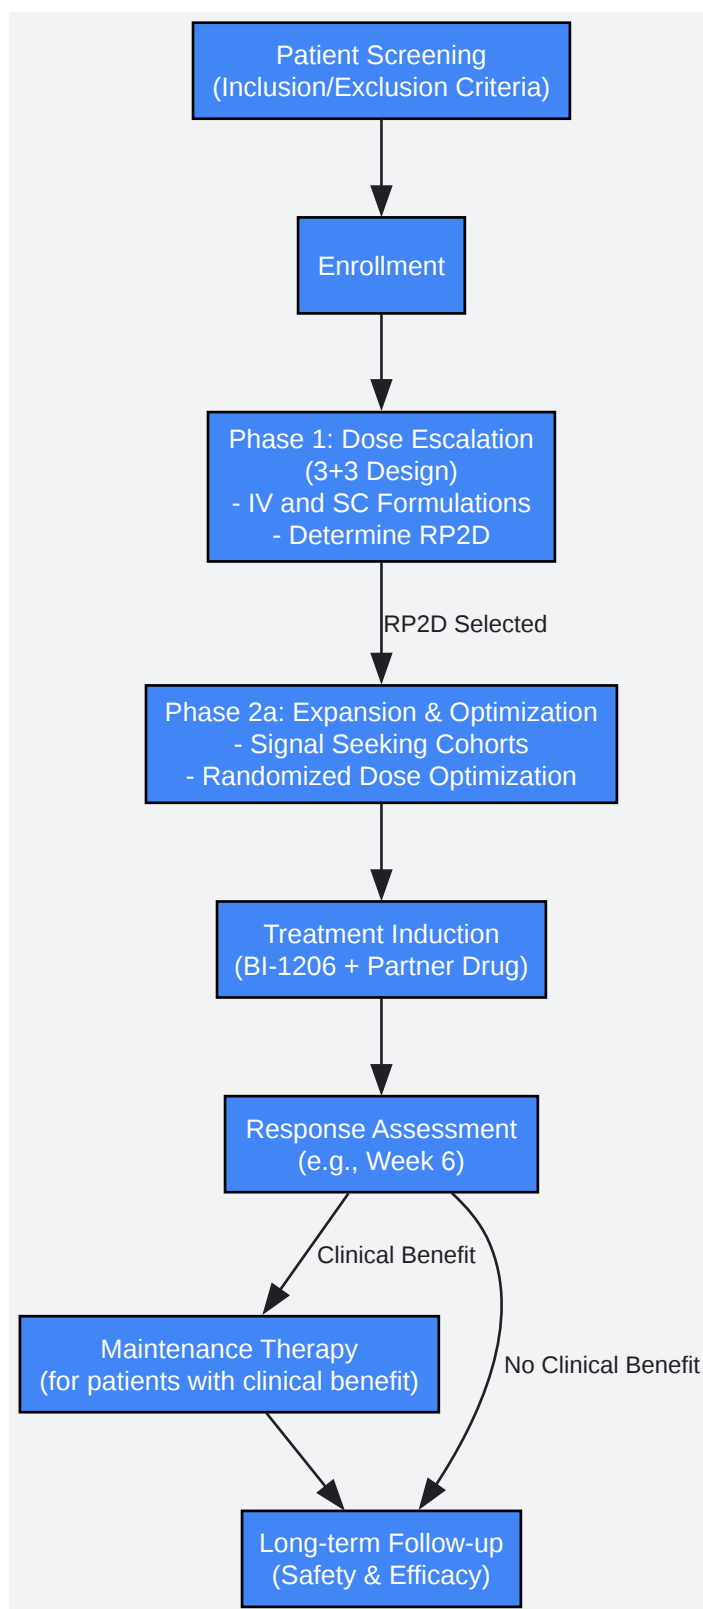 Patient Screening
(Inclusion/Exclusion Criteria)
Enrollment
Phase 1: Dose Escalation
(3+3 Design)
- IV and SC Formulations
- Determine RP2D
RP2D Selected
Phase 2a: Expansion & Optimization
- Signal Seeking Cohorts
- Randomized Dose Optimization
Treatment Induction
(BI-1206 + Partner Drug)
Response Assessment
(e.g., Week 6)
Clinical Benefit
Maintenance Therapy
(for patients with clinical benefit)
No Clinical Benefit
Long-term Follow-up
(Safety & Efficacy)